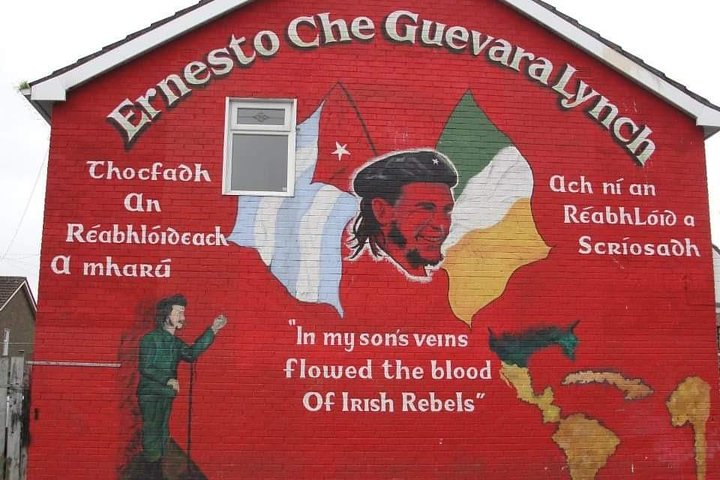 Ernesto Che Guevara Lynch
Thocfadh
An
Réabhlóideach
A mharú
Ach ní an
Réabhlóid a
Scriosadh
"In my son's veins
flowed the blood
Of Irish Rebels"